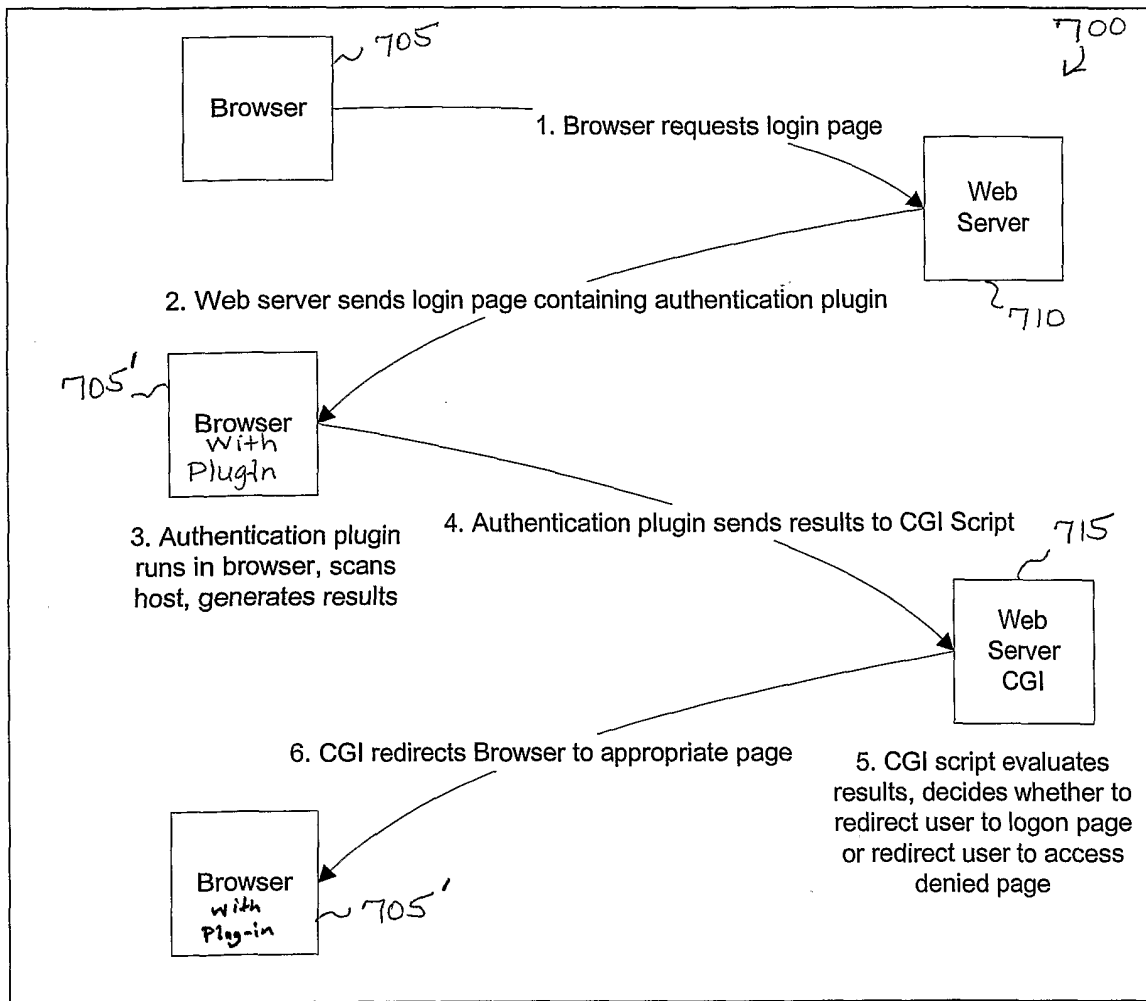 700
705
Browser
1. Browser requests login page
Web
Server
710
2. Web server sends login page containing authentication plugin
705'
Browser
with
Plug-In
3. Authentication plugin
runs in browser, scans
host, generates results
4. Authentication plugin sends results to CGI Script
715
Web
Server
CGI
5. CGI script evaluates
results, decides whether to
redirect user to logon page
or redirect user to access
denied page
6. CGI redirects Browser to appropriate page
Browser
with
Plug-in
705'